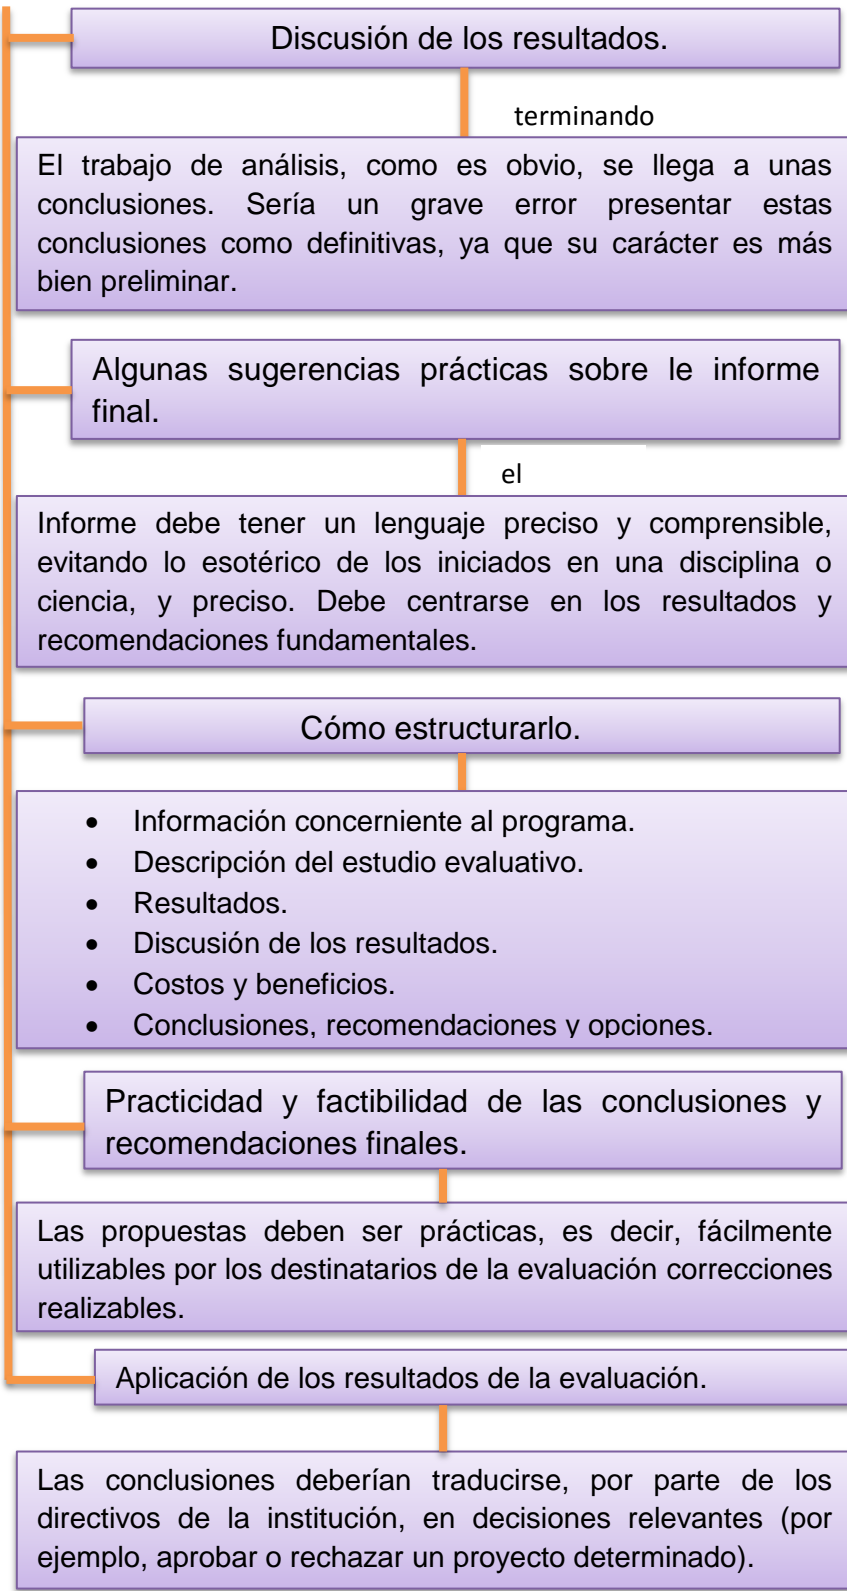 Discusión de los resultados.
terminando
El trabajo de análisis, como es obvio, se llega a unas
conclusiones. Sería un grave error presentar estas
conclusiones como definitivas, ya que su carácter es más
bien preliminar.
Algunas sugerencias prácticas sobre le informe
final.
el
Informe debe tener un lenguaje preciso y comprensible,
evitando lo esotérico de los iniciados en una disciplina o
ciencia, y preciso. Debe centrarse en los resultados y
recomendaciones fundamentales.
Cómo estructurarlo.
• Información concerniente al programa.
• Descripción del estudio evaluativo.
• Resultados.
• Discusión de los resultados.
• Costos y beneficios.
• Conclusiones, recomendaciones y opciones.
Practicidad y factibilidad de las conclusiones y
recomendaciones finales.
Las propuestas deben ser prácticas, es decir, fácilmente
utilizables por los destinatarios de la evaluación correcciones
realizables.
Aplicación de los resultados de la evaluación.
Las conclusiones deberían traducirse, por parte de los
directivos de la institución, en decisiones relevantes (por
ejemplo, aprobar o rechazar un proyecto determinado).